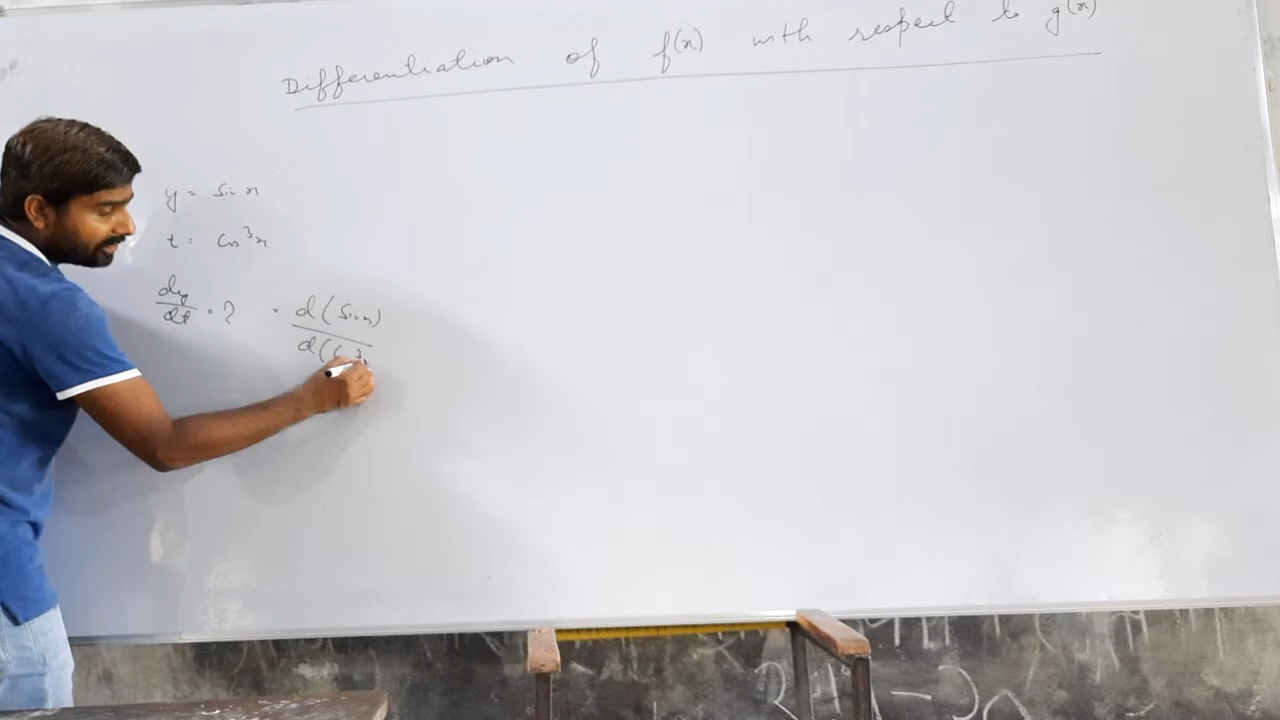 Differentiation of f(x) with respect to g(x)
y = Sin x
t = Cos³x
dy/dt = ? = d(Sin x)/d(Cos³x